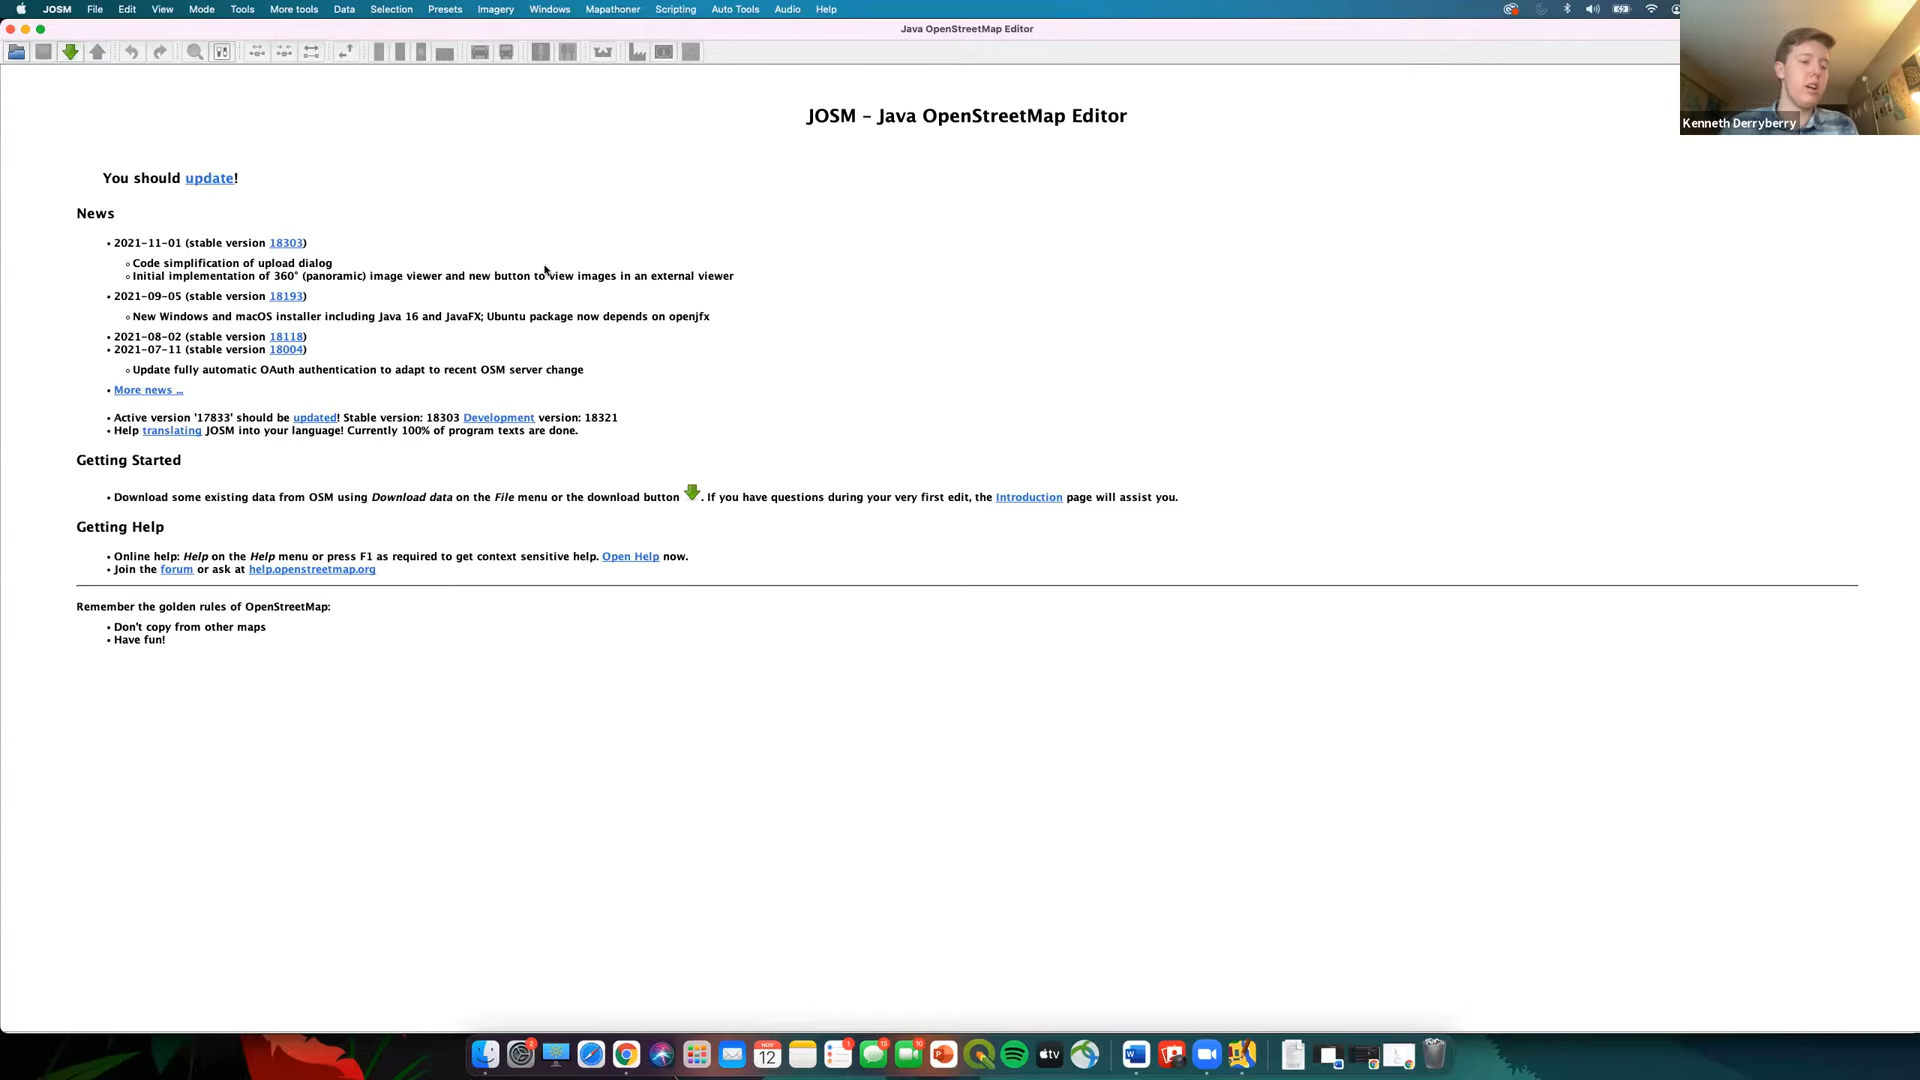 JOSM File Edit View Mode Tools More tools Data Selection Presets Imagery Windows Mapathoner Scripting Auto Tools Audio Help
Java OpenStreetMap Editor
Kenneth Derryberry
JOSM – Java OpenStreetMap Editor
You should update!
News
• 2021-11-01 (stable version 18303)
◦ Code simplification of upload dialog
◦ Initial implementation of 360° (panoramic) image viewer and new button to view images in an external viewer
• 2021-09-05 (stable version 18193)
◦ New Windows and macOS installer including Java 16 and JavaFX; Ubuntu package now depends on openjfx
• 2021-08-02 (stable version 18118)
• 2021-07-11 (stable version 18004)
◦ Update fully automatic OAuth authentication to adapt to recent OSM server change
• More news ...
• Active version '17833' should be updated! Stable version: 18303 Development version: 18321
• Help translating JOSM into your language! Currently 100% of program texts are done.
Getting Started
• Download some existing data from OSM using Download data on the File menu or the download button . If you have questions during your very first edit, the Introduction page will assist you.
Getting Help
• Online help: Help on the Help menu or press F1 as required to get context sensitive help. Open Help now.
• Join the forum or ask at help.openstreetmap.org
Remember the golden rules of OpenStreetMap:
• Don't copy from other maps
• Have fun!
2 NOV 12 1 13 10 P tv W